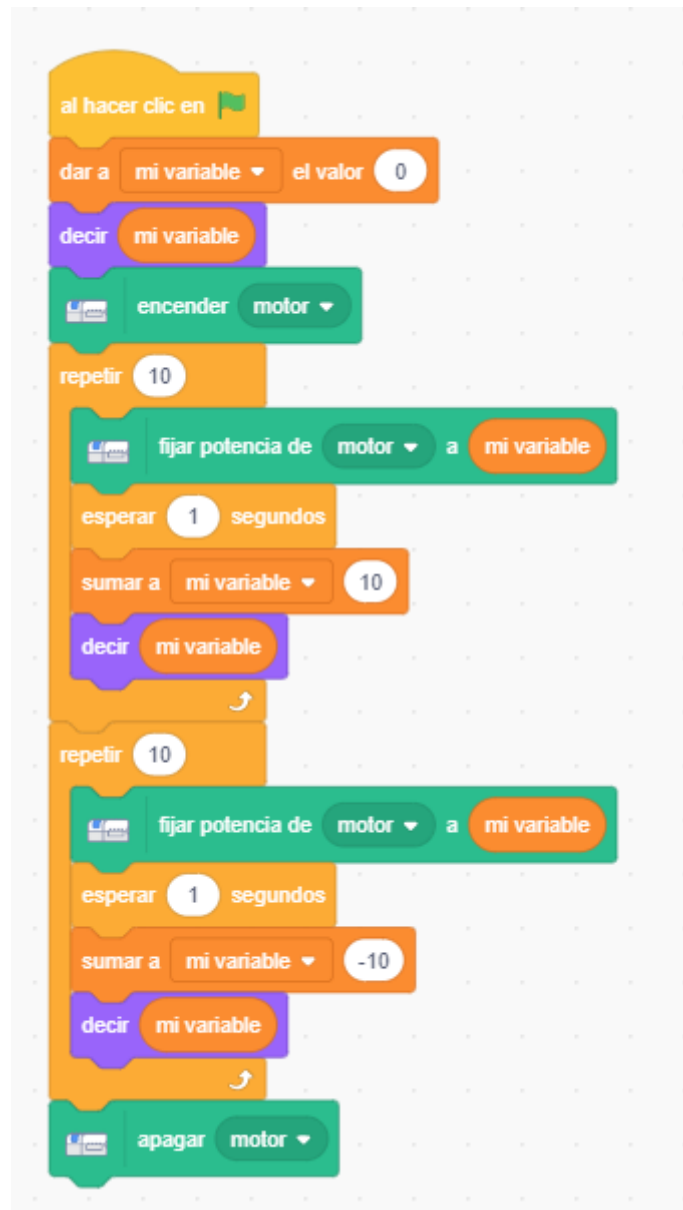 al hacer clic en
dar a mi variable el valor 0
decir mi variable
encender motor
repetir 10
fijar potencia de motor a mi variable
esperar 1 segundos
sumar a mi variable 10
decir mi variable
repetir 10
fijar potencia de motor a mi variable
esperar 1 segundos
sumar a mi variable -10
decir mi variable
apagar motor